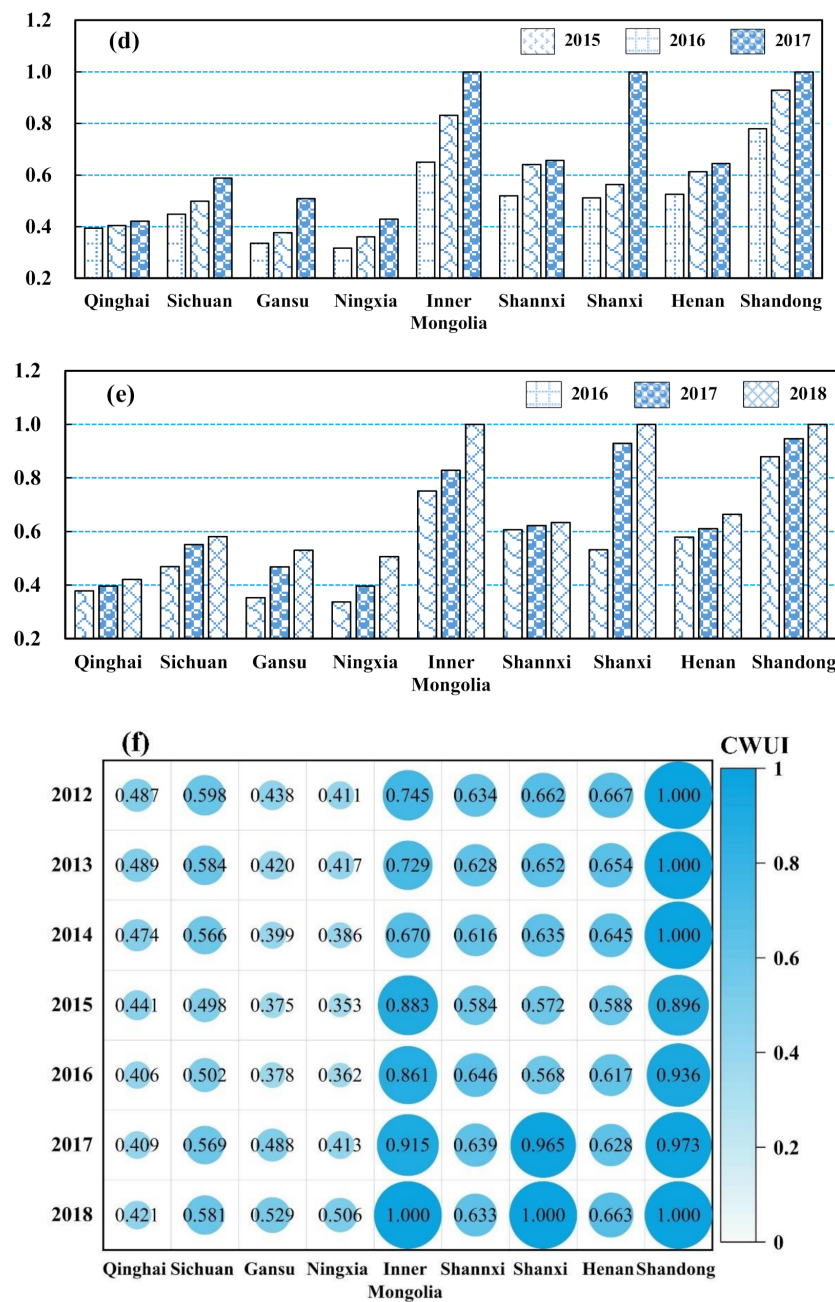 (d)
2015 2016 2017
1.0
0.8
0.6
0.4
0.2
Qinghai Sichuan Gansu Ningxia Inner Mongolia Shannxi Shanxi Henan Shandong
1.2
(e)
2016 2017 2018
1.0
0.8
0.6
0.4
0.2
Qinghai Sichuan Gansu Ningxia Inner Mongolia Shannxi Shanxi Henan Shandong
(f) CWUI
2012 0.487 0.598 0.438 0.411 0.745 0.634 0.662 0.667 1.000 1
2013 0.489 0.584 0.420 0.417 0.729 0.628 0.652 0.654 1.000 0.8
2014 0.474 0.566 0.399 0.386 0.670 0.616 0.635 0.645 1.000 0.6
2015 0.441 0.498 0.375 0.353 0.883 0.584 0.572 0.588 0.896
2016 0.406 0.502 0.378 0.362 0.861 0.646 0.568 0.617 0.936 0.4
2017 0.409 0.569 0.488 0.413 0.915 0.639 0.965 0.628 0.973 0.2
2018 0.421 0.581 0.529 0.506 1.000 0.633 1.000 0.663 1.000 0
Qinghai Sichuan Gansu Ningxia Inner Mongolia Shannxi Shanxi Henan Shandong